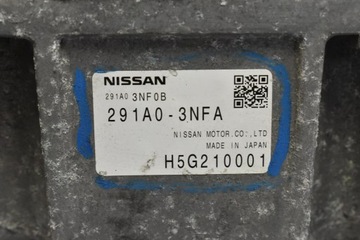 NISSAN
291A0 3NF0B
291A0-3NFA
NISSAN MOTOR.CO.,LTD
MADE IN JAPAN
H5G210001